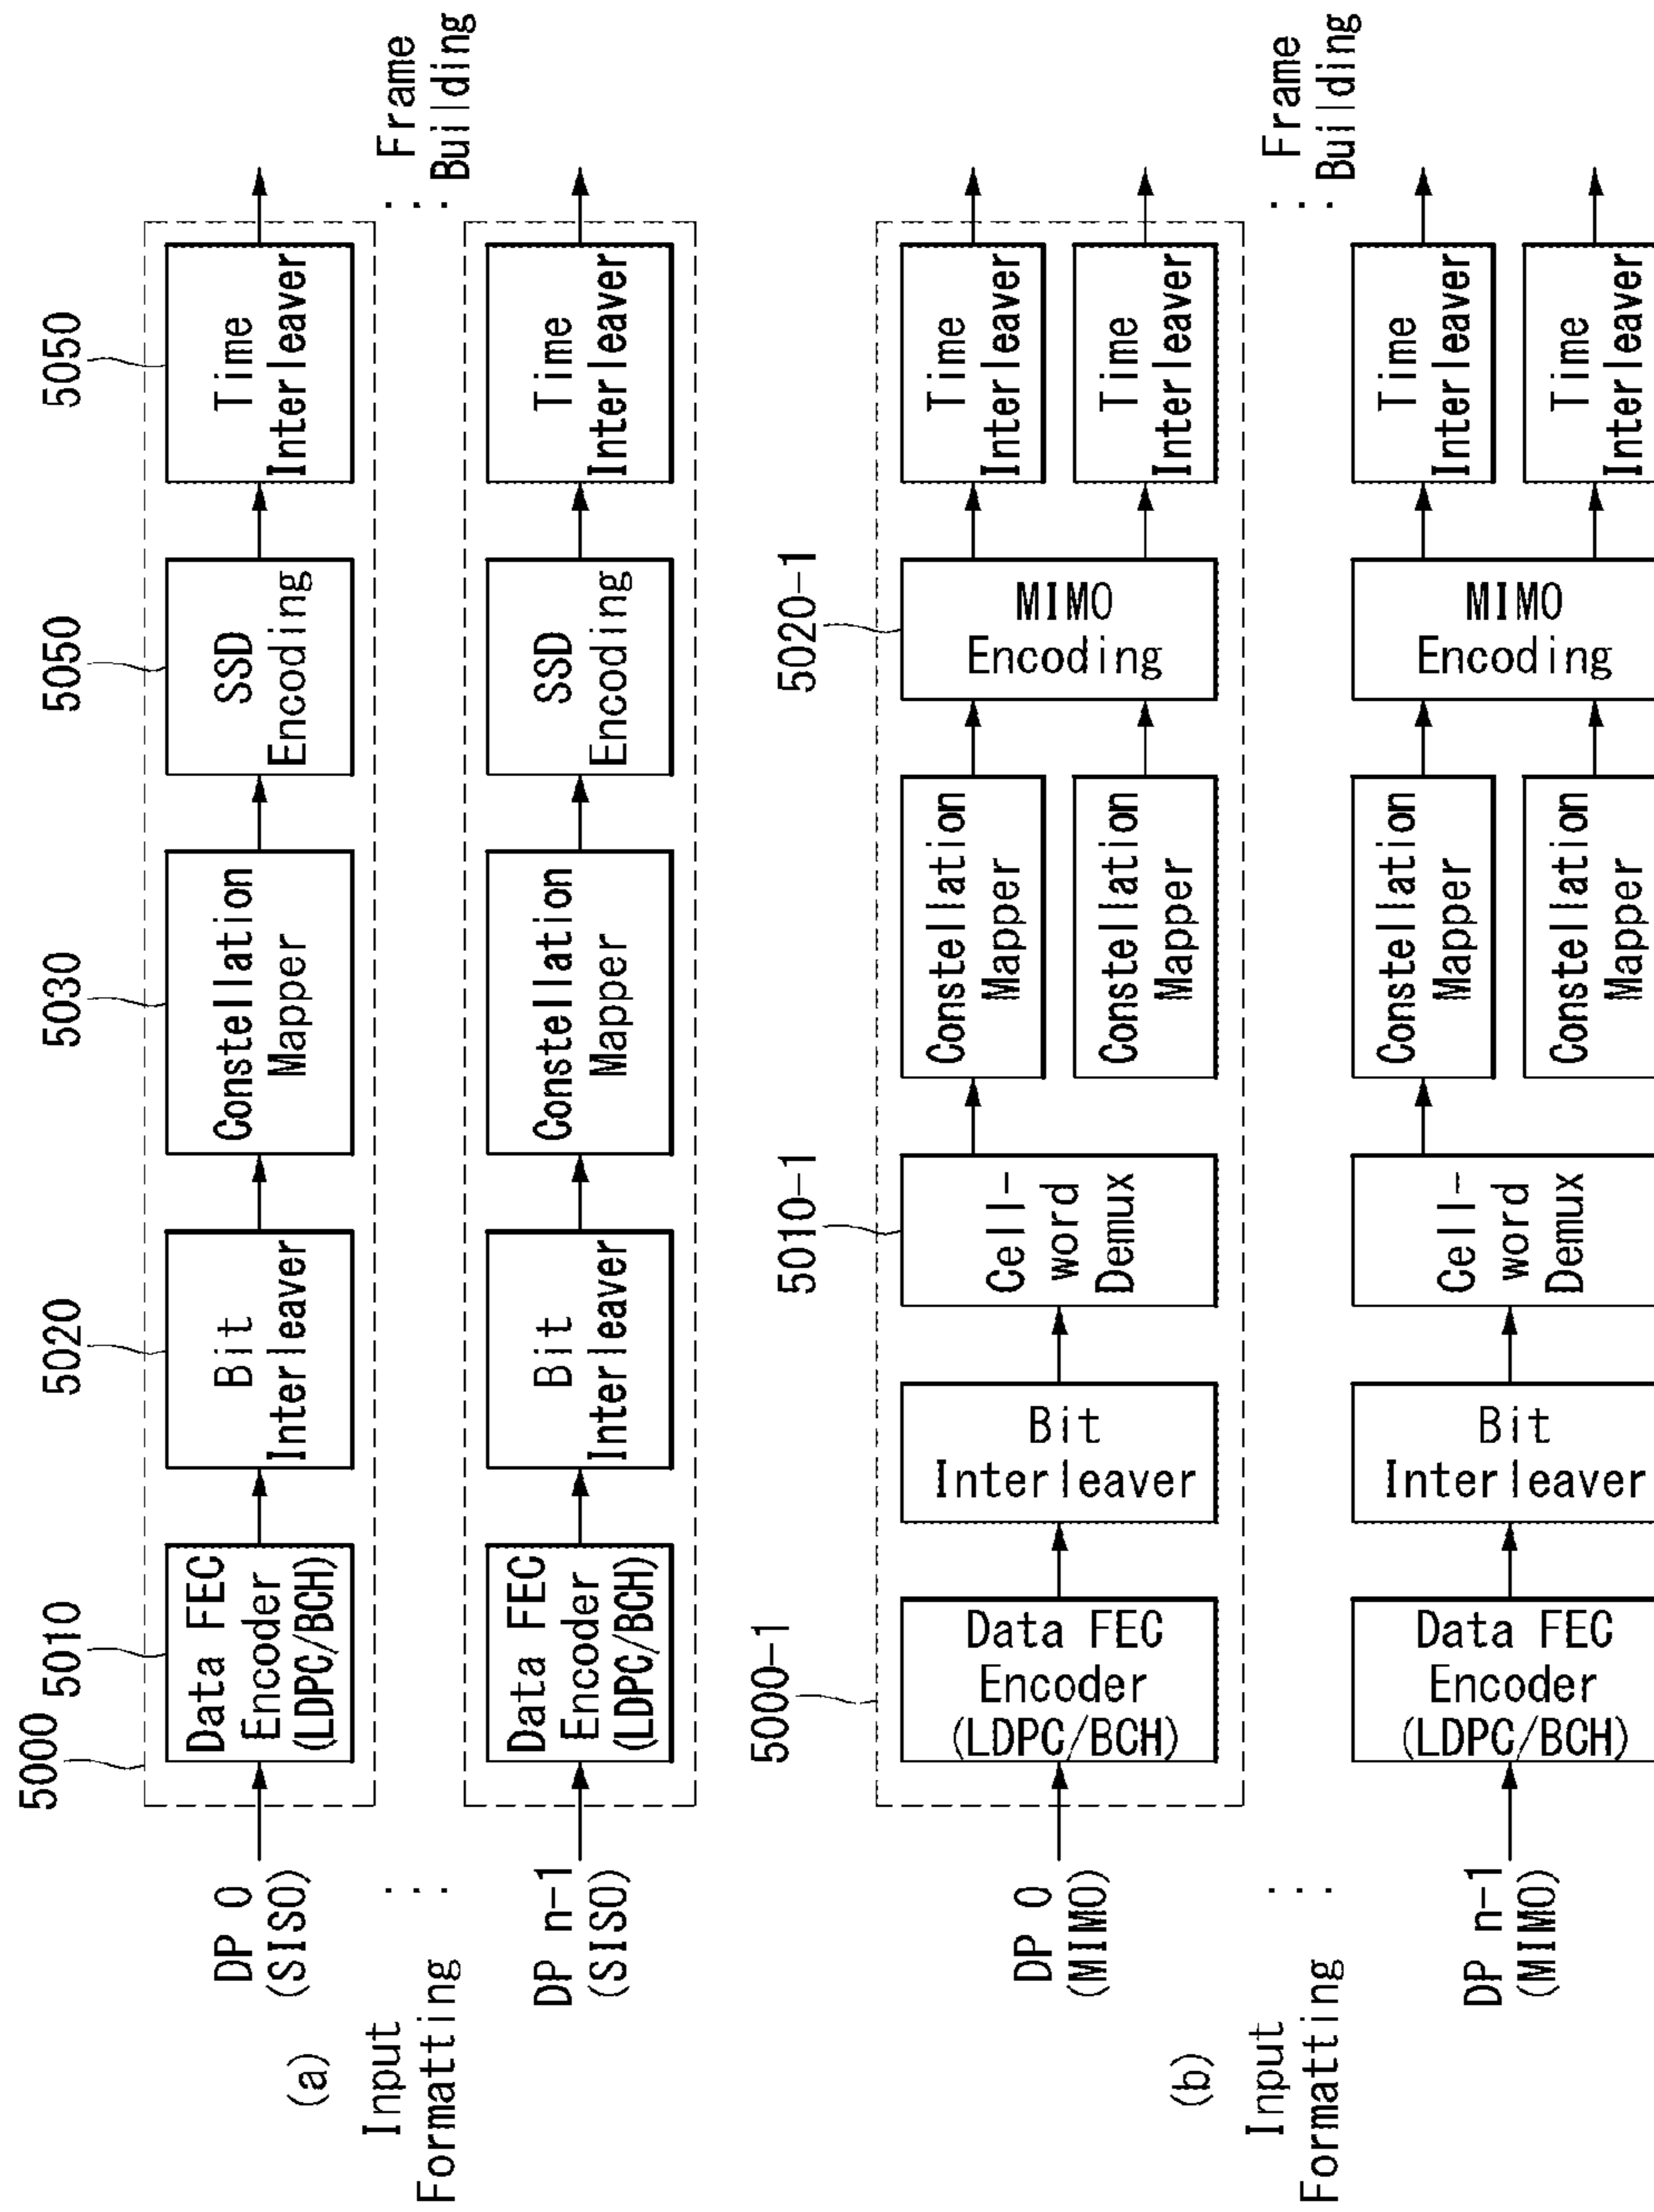 (a)
5000
5010
5020
5030
5050
5050
Input
Formatting
DP 0
(SISO)
Data FEC
Encoder
(LDPC/BCH)
Bit
Interleaver
Constellation
Mapper
SSD
Encoding
Time
Interleaver
Frame
Building
DP n-1
(SISO)
Data FEC
Encoder
(LDPC/BCH)
Bit
Interleaver
Constellation
Mapper
SSD
Encoding
Time
Interleaver
(b)
5000-1
5010-1
5020-1
Input
Formatting
DP 0
(MIMO)
Data FEC
Encoder
(LDPC/BCH)
Bit
Interleaver
Cell-
word
Demux
Constellation
Mapper
Constellation
Mapper
MIMO
Encoding
Time
Interleaver
Time
Interleaver
Frame
Building
DP n-1
(MIMO)
Data FEC
Encoder
(LDPC/BCH)
Bit
Interleaver
Cell-
word
Demux
Constellation
Mapper
Constellation
Mapper
MIMO
Encoding
Time
Interleaver
Time
Interleaver